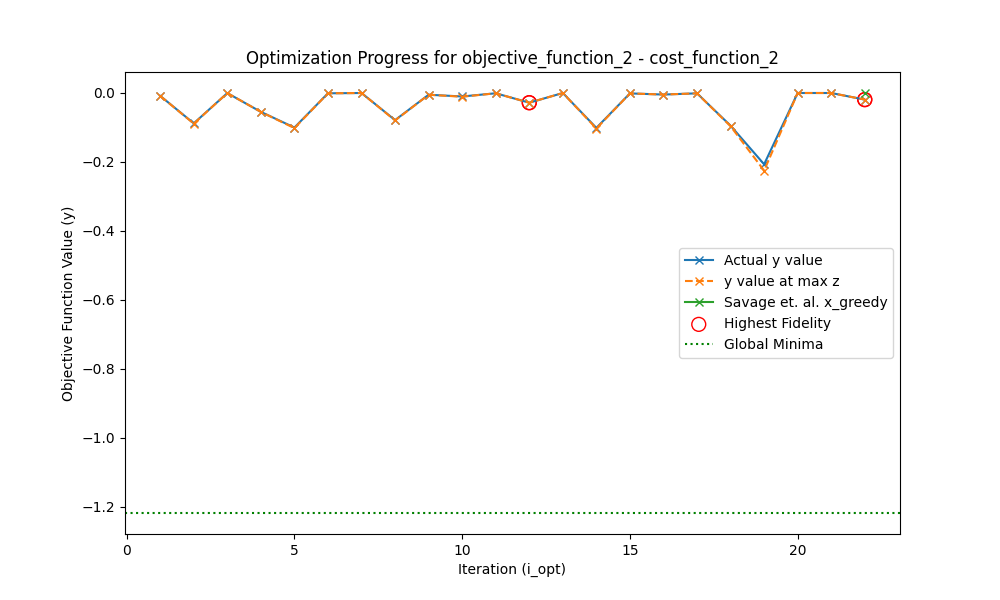 Optimization Progress for objective_function_2 - cost_function_2
Objective Function Value (y)
0.0
−0.2
−0.4
−0.6
−0.8
−1.0
−1.2
Actual y value
y value at max z
Savage et. al. x_greedy
Highest Fidelity
Global Minima
0 5 10 15 20
Iteration (i_opt)